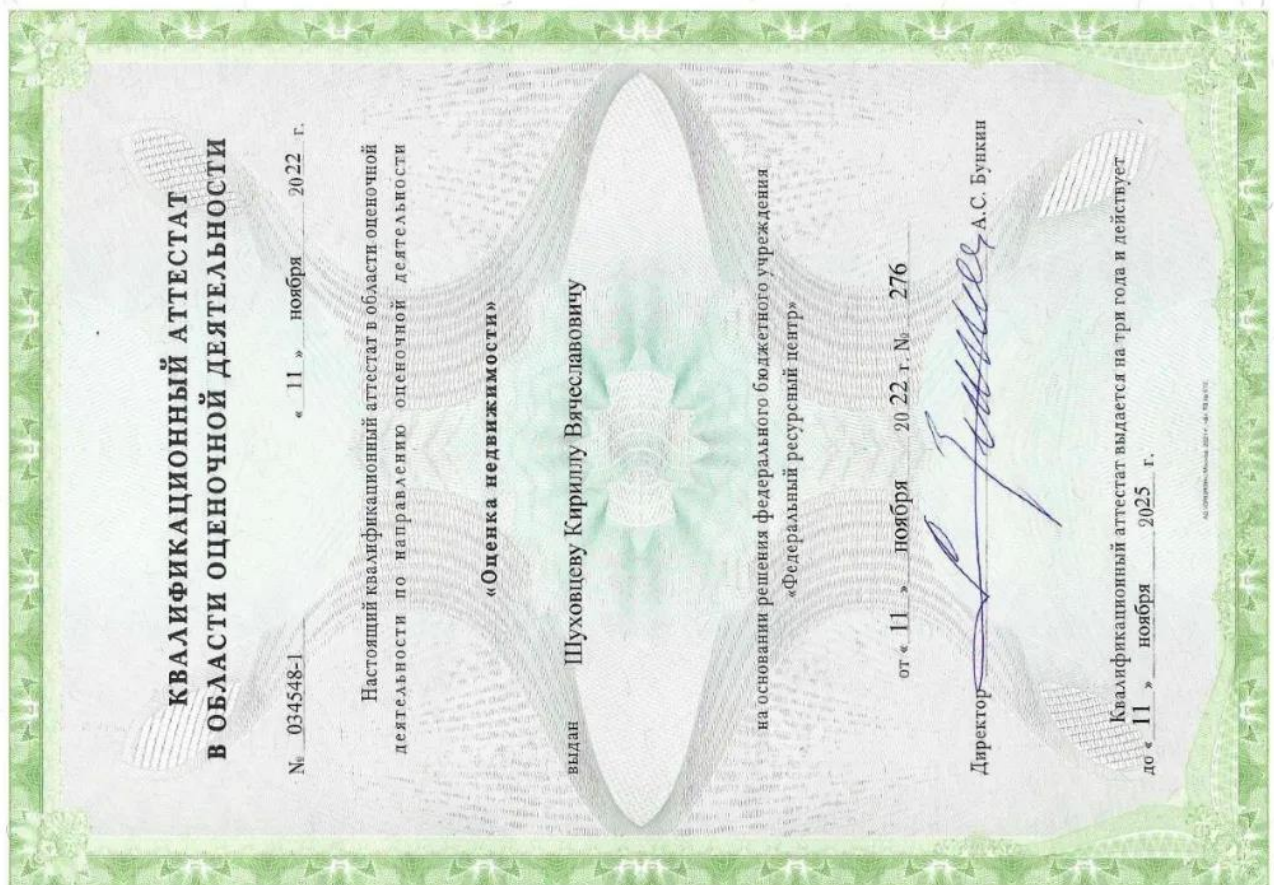 КВАЛИФИКАЦИОННЫЙ АТТЕСТАТ
В ОБЛАСТИ ОЦЕНОЧНОЙ ДЕЯТЕЛЬНОСТИ
№ 034548-1 « 11 » ноября 2022 г.
Настоящий квалификационный аттестат в области оценочной
деятельности по направлению оценочной деятельности
«Оценка недвижимости»
выдан Шуховцеву Кириллу Вячеславовичу
на основании решения федерального бюджетного учреждения
«Федеральный ресурсный центр»
от « 11 » ноября 2022 г. № 276
Директор А.С. Бункин
Квалификационный аттестат выдается на три года и действует
до « 11 » ноября 2025 г.